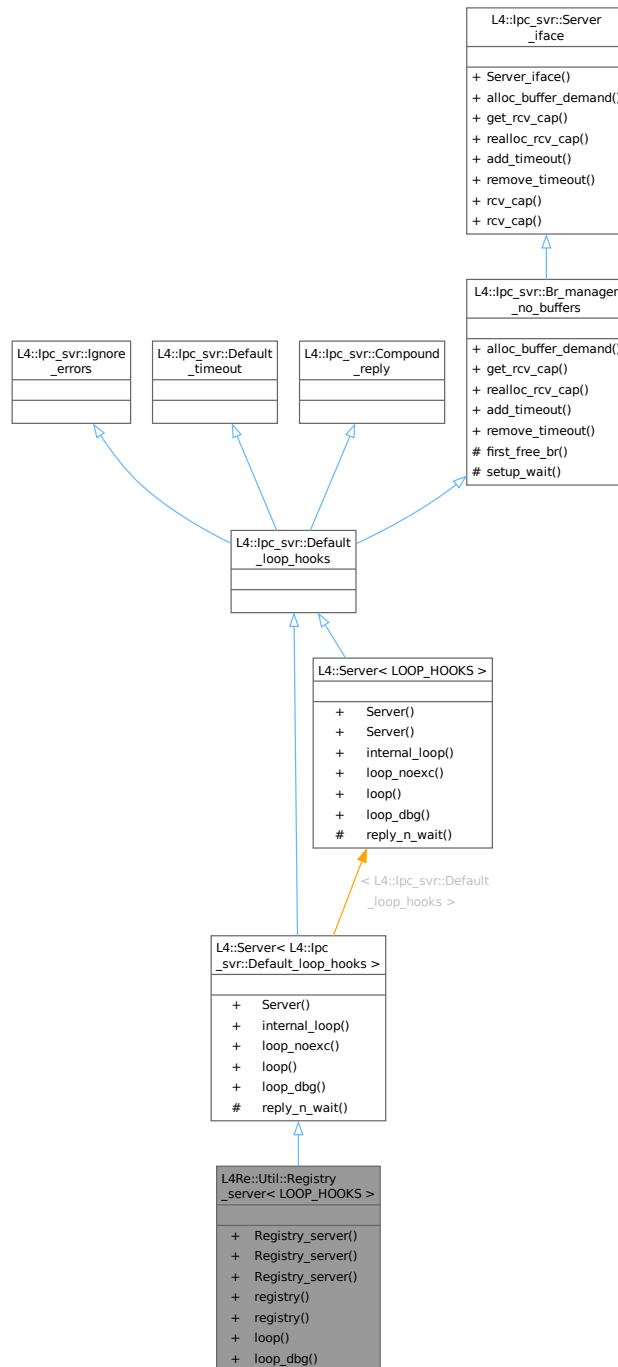 L4::Ipc_svr::Server
_iface
+ Server_iface()
+ alloc_buffer_demand()
+ get_rcv_cap()
+ realloc_rcv_cap()
+ add_timeout()
+ remove_timeout()
+ rcv_cap()
+ rcv_cap()
L4::Ipc_svr::Br_manager
_no_buffers
+ alloc_buffer_demand()
+ get_rcv_cap()
+ realloc_rcv_cap()
+ add_timeout()
+ remove_timeout()
# first_free_br()
# setup_wait()
L4::Ipc_svr::Ignore
_errors
L4::Ipc_svr::Default
_timeout
L4::Ipc_svr::Compound
_reply
L4::Ipc_svr::Default
_loop_hooks
L4::Server< LOOP_HOOKS >
+ Server()
+ Server()
+ internal_loop()
+ loop_noexc()
+ loop()
+ loop_dbg()
# reply_n_wait()
< L4::Ipc_svr::Default
_loop_hooks >
L4::Server< L4::Ipc
_svr::Default_loop_hooks >
+ Server()
+ internal_loop()
+ loop_noexc()
+ loop()
+ loop_dbg()
# reply_n_wait()
L4Re::Util::Registry
_server< LOOP_HOOKS >
+ Registry_server()
+ Registry_server()
+ Registry_server()
+ registry()
+ registry()
+ loop()
+ loop_dbg()